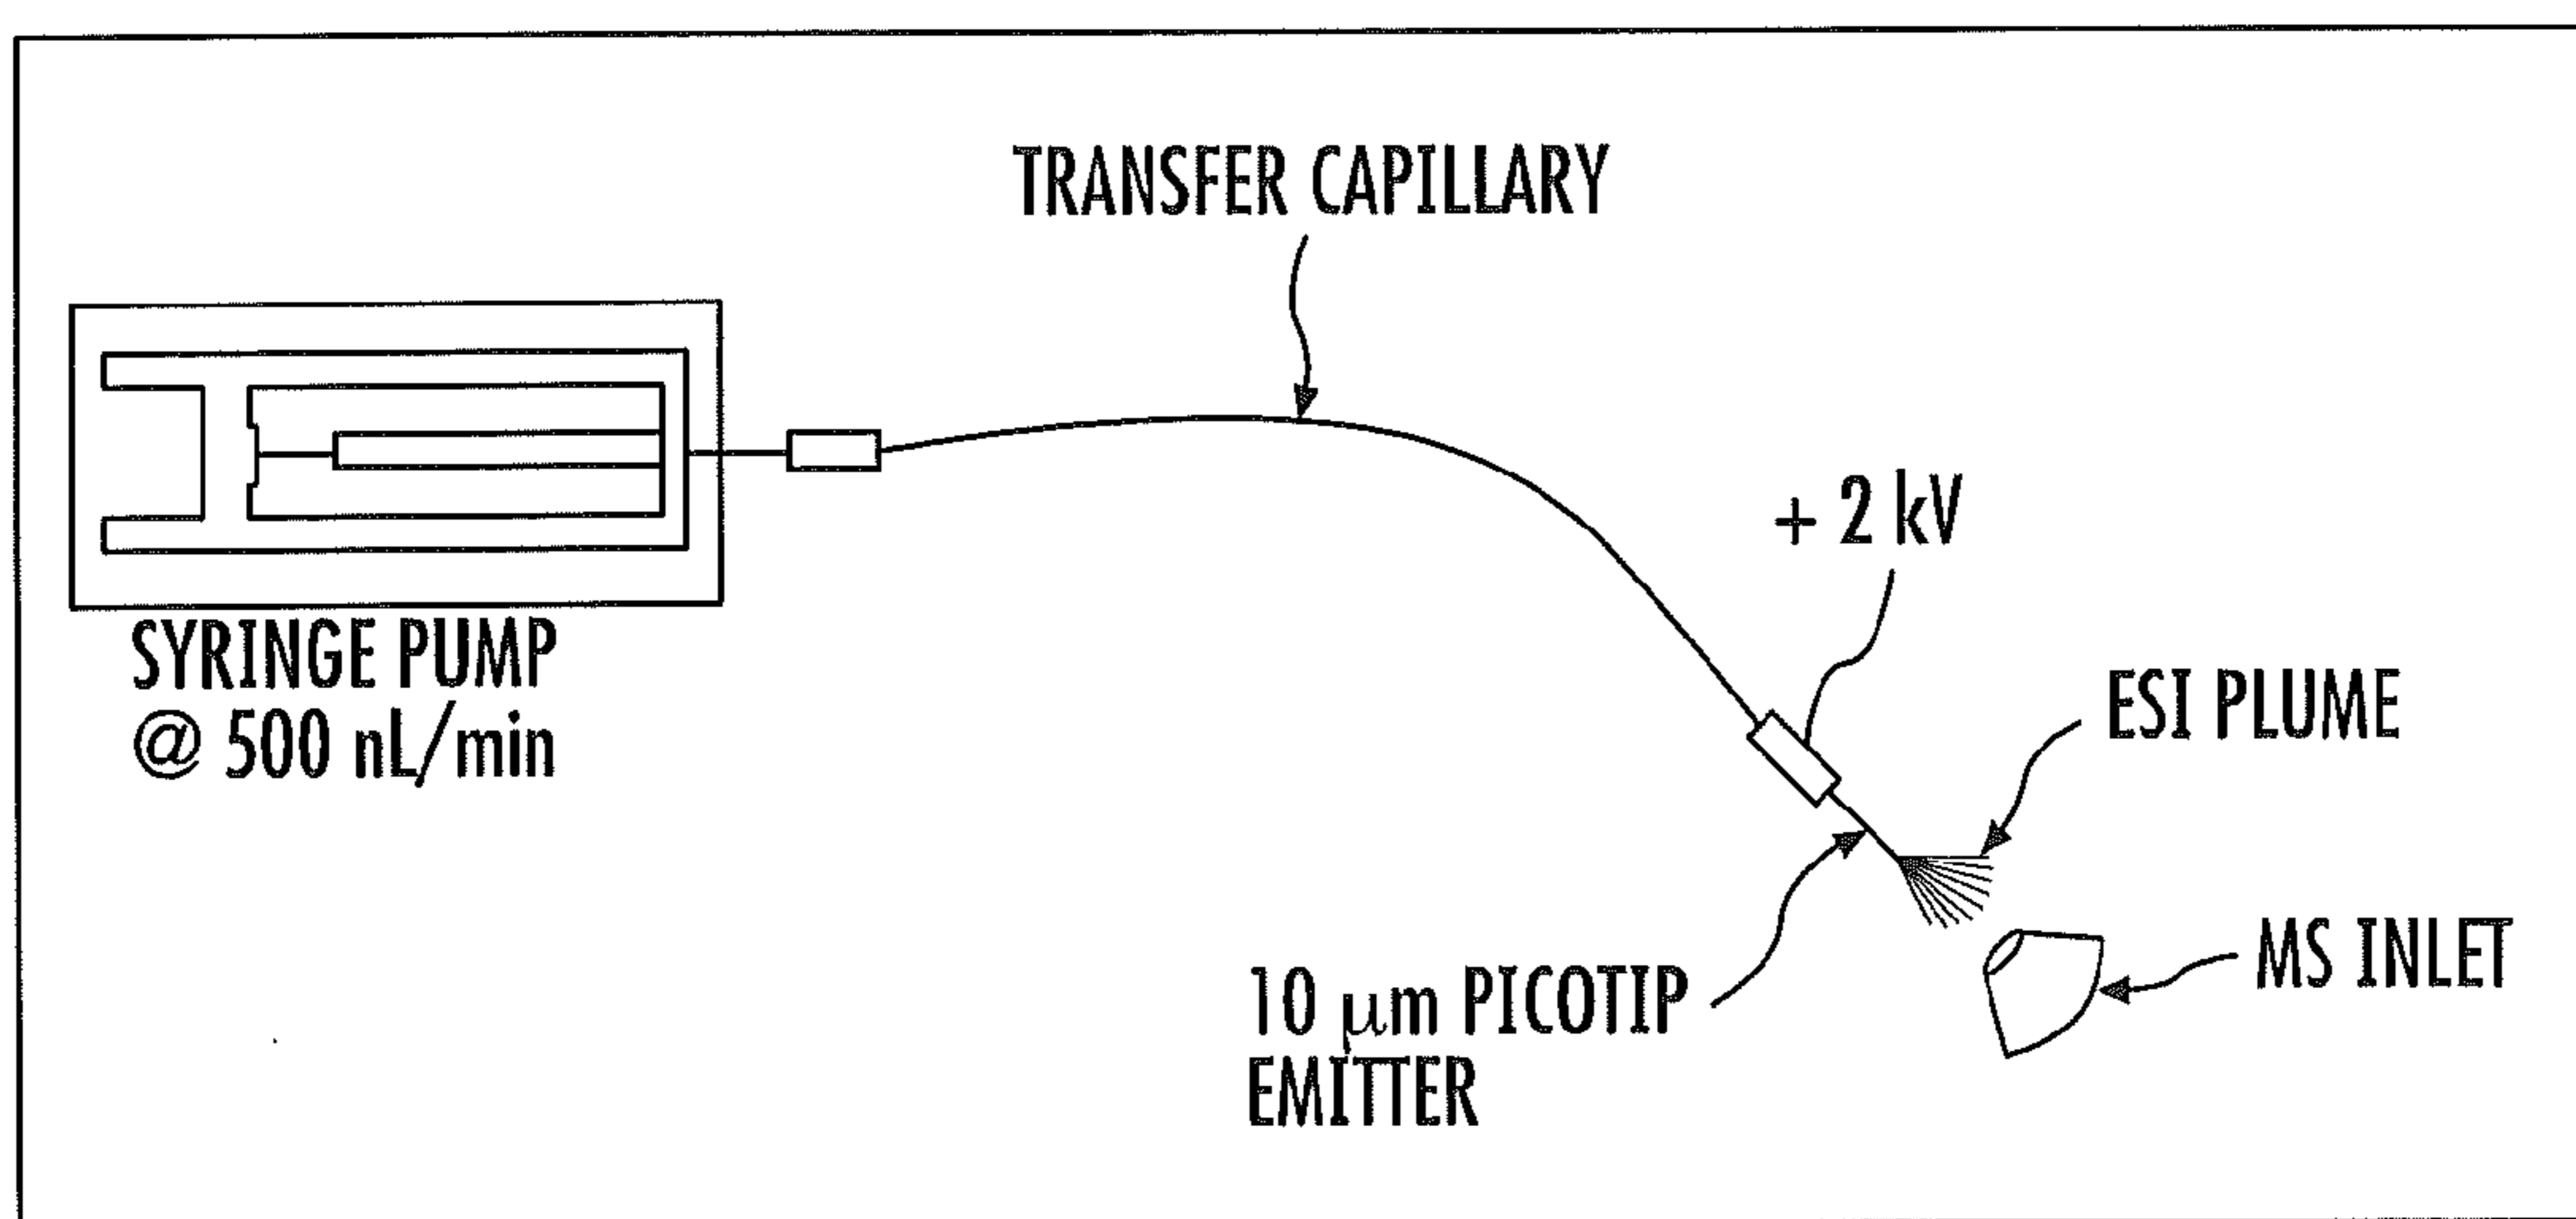 TRANSFER CAPILLARY
+ 2 kV
SYRINGE PUMP
@ 500 nL/min
ESI PLUME
MS INLET
10 μm PICOTIP
EMITTER